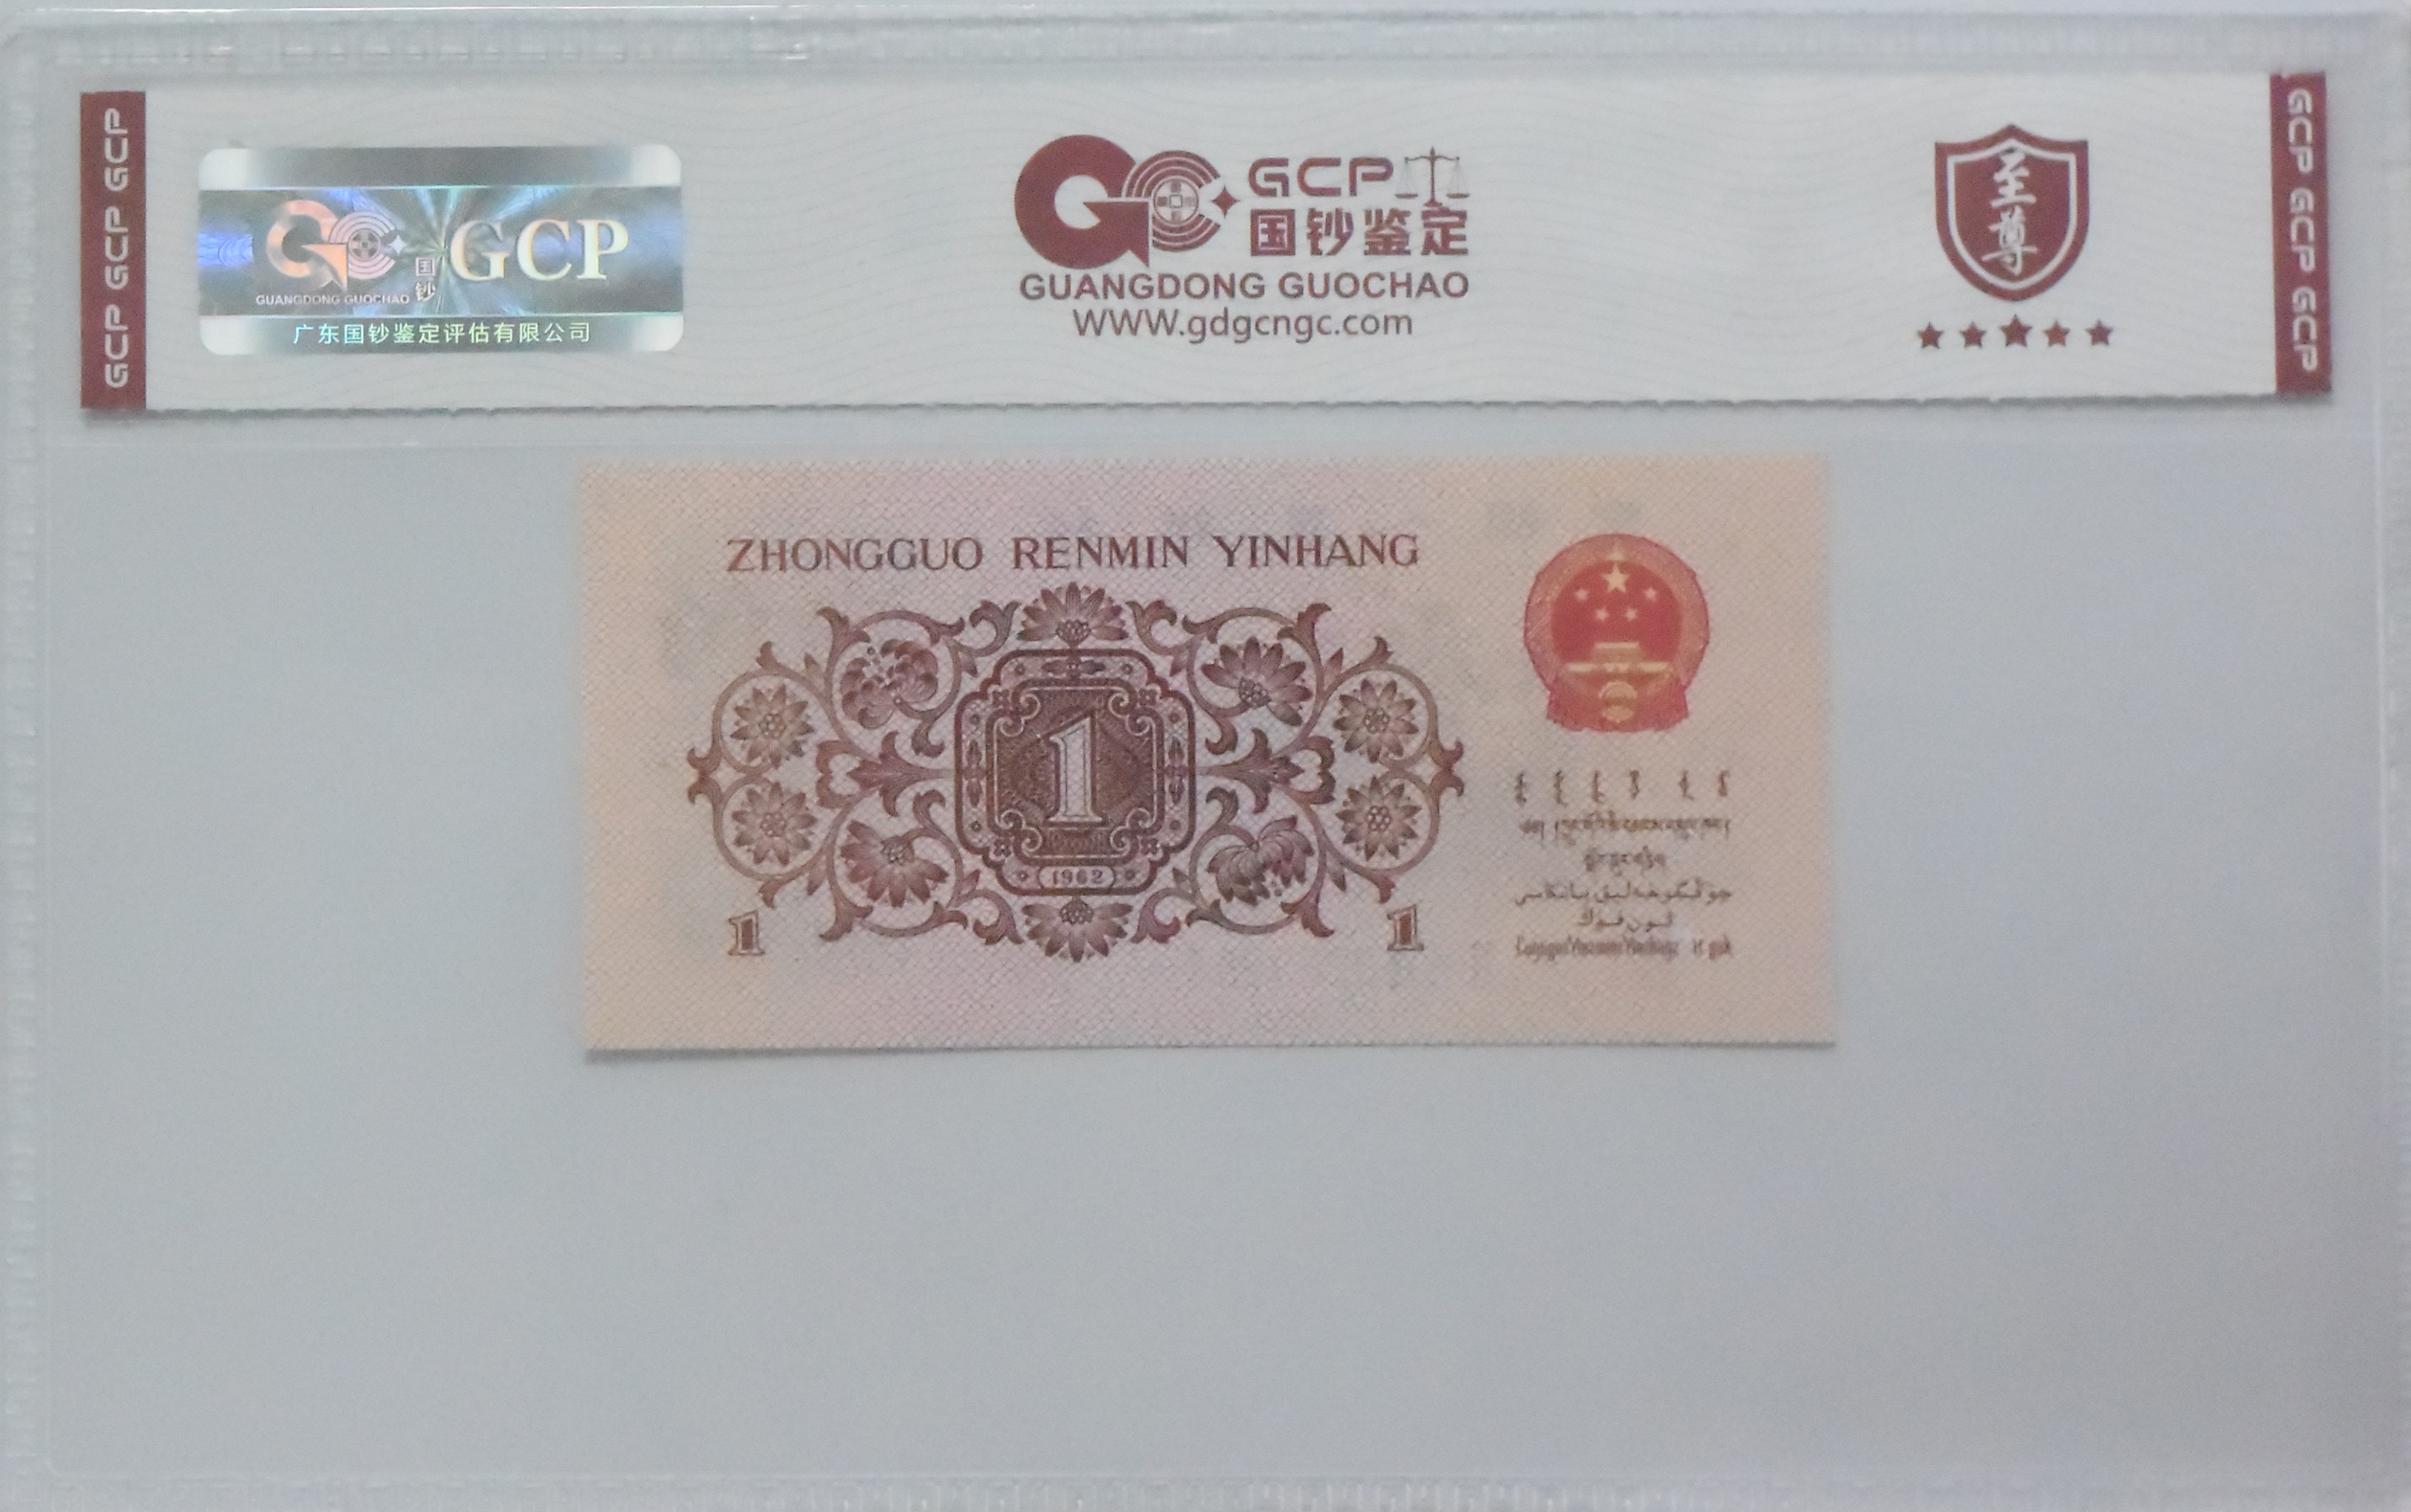 GCP GCP GCP
GCP
国
钞
GUANGDONG GUOCHAO
广东国钞鉴定评估有限公司
GCP
国钞鉴定
GUANGDONG GUOCHAO
WWW.gdgcngc.com
至
尊
GCP GCP GCP
ZHONGGUO RENMIN YINHANG
1
1962
1
1